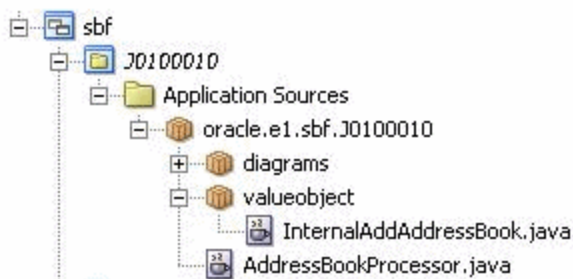 sbf
J0100010
Application Sources
oracle.e1.sbf.J0100010
diagrams
valueobject
InternalAddAddressBook.java
AddressBookProcessor.java